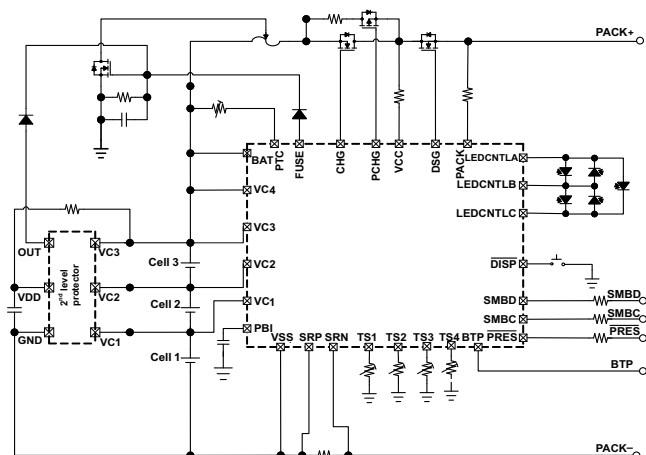 PACK+
BAT
PTC
FUSE
CHG
PCHG
VCC
DSG
PACK
LEDCNTLA
VC4
LEDCNTLB
LEDCNTLC
VC3
OUT
VC3
Cell 3
VC2
DISP
2nd level
protector
VDD
VC2
Cell 2
VC1
SMBD
SMBD
SMBC
SMBC
GND
VC1
PBI
PRES
PRES
Cell 1
VSS
SRP
SRN
TS1
TS2
TS3
TS4
BTP
BTP
PACK–